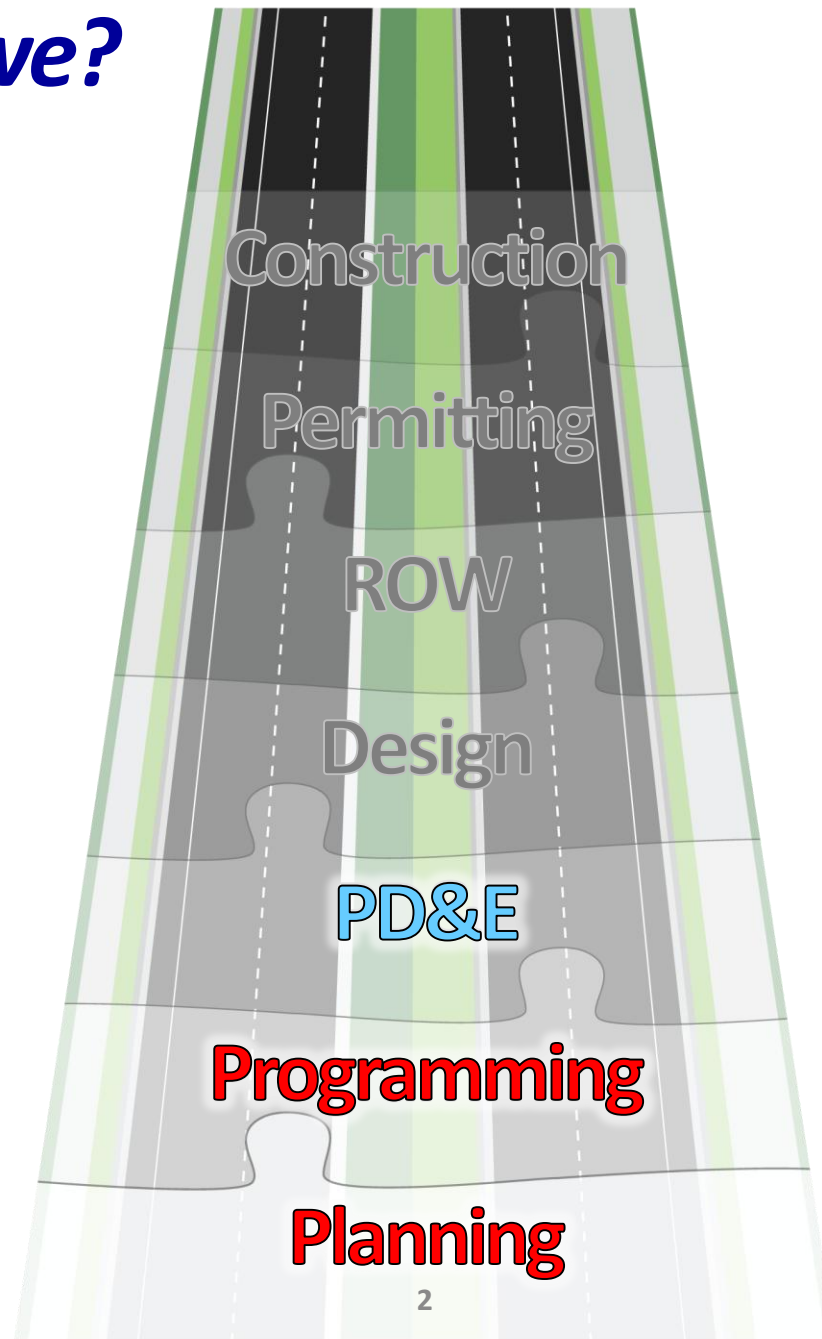 ve?
Construction
Permitting
ROW
Design
PD&E
Programming
Planning
2